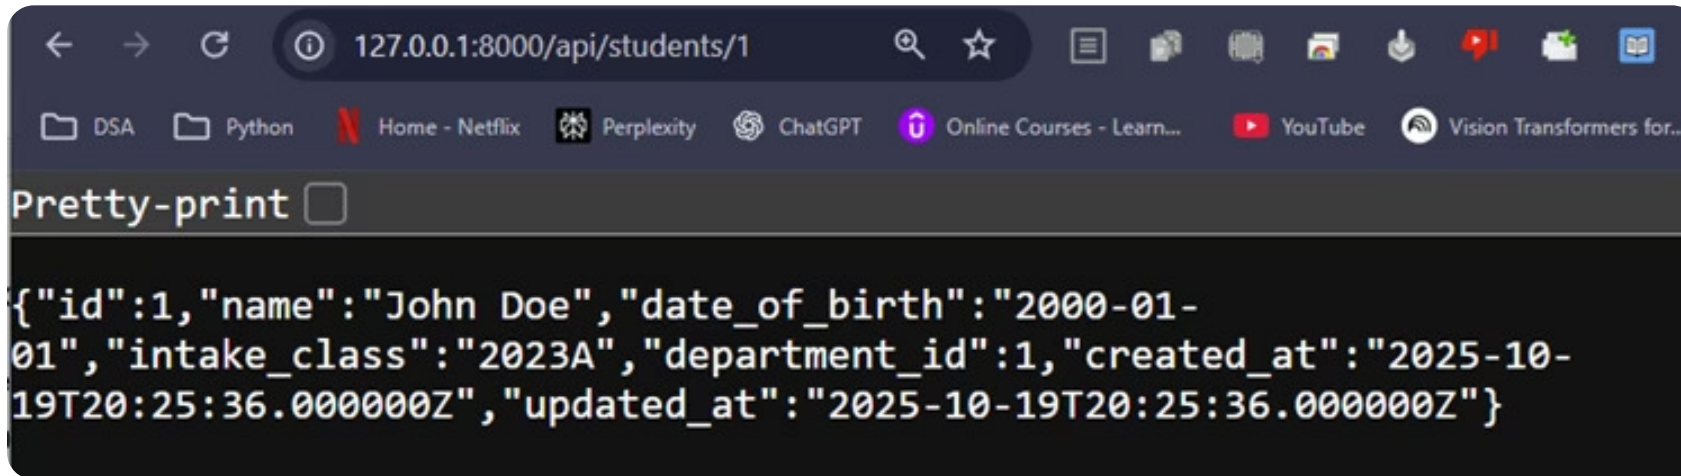 127.0.0.1:8000/api/students/1
DSA Python Home - Netflix Perplexity ChatGPT Online Courses - Learn... YouTube Vision Transformers for...
Pretty-print
{"id":1,"name":"John Doe","date_of_birth":"2000-01-
01","intake_class":"2023A","department_id":1,"created_at":"2025-10-
19T20:25:36.000000Z","updated_at":"2025-10-19T20:25:36.000000Z"}